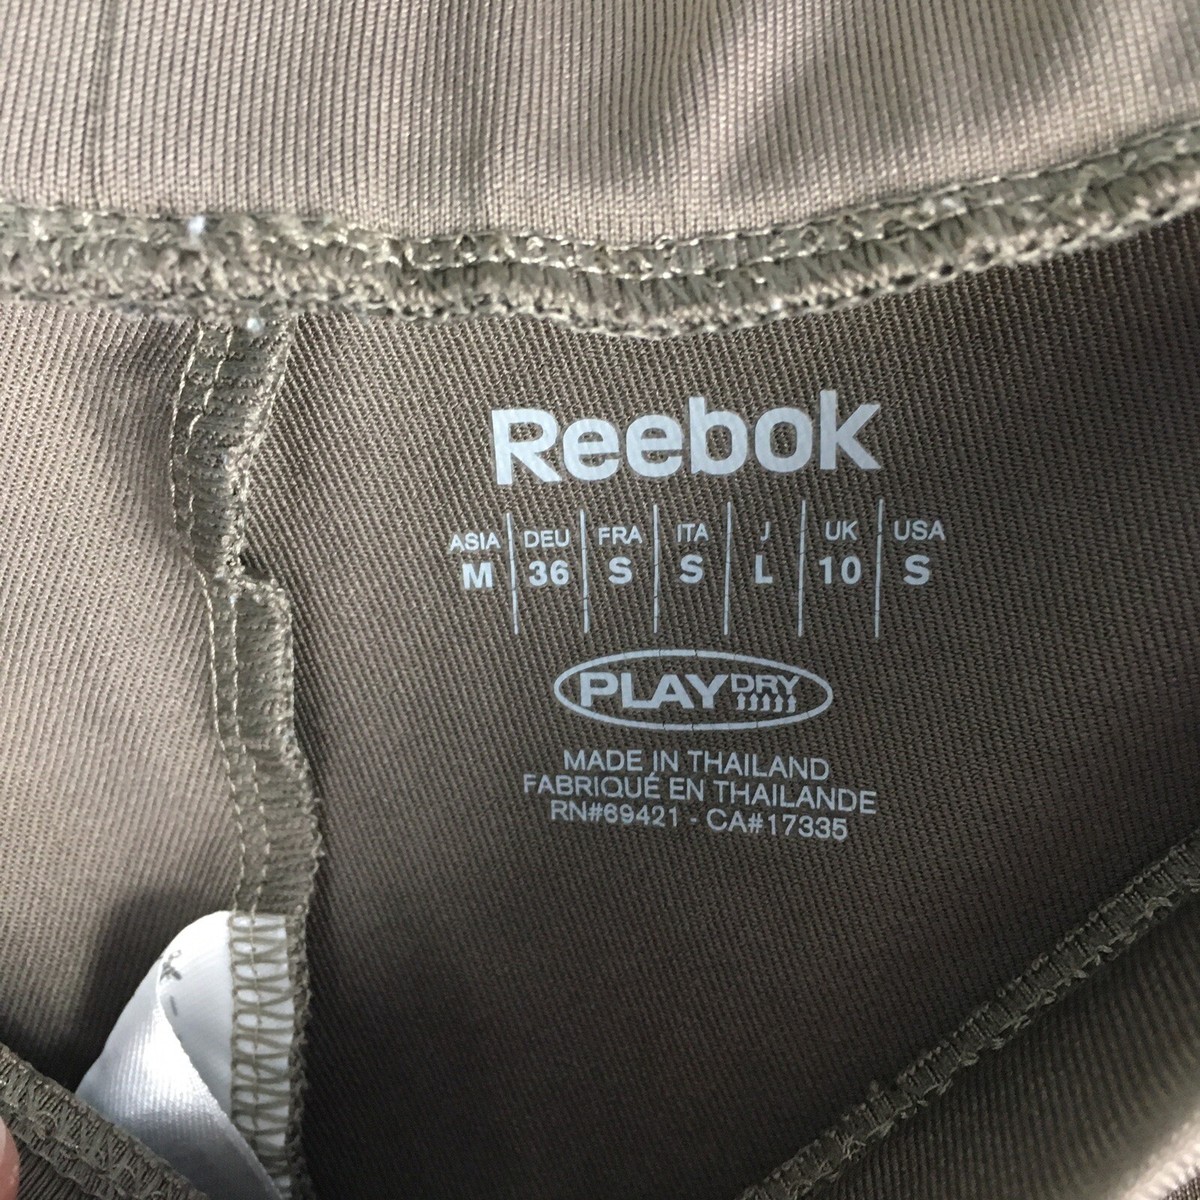 Reebok
ASIA DEU FRA ITA J UK USA
M 36 S S L 10 S
PLAYDRY
MADE IN THAILAND
FABRIQUÉ EN THAILANDE
RN#69421 - CA#17335